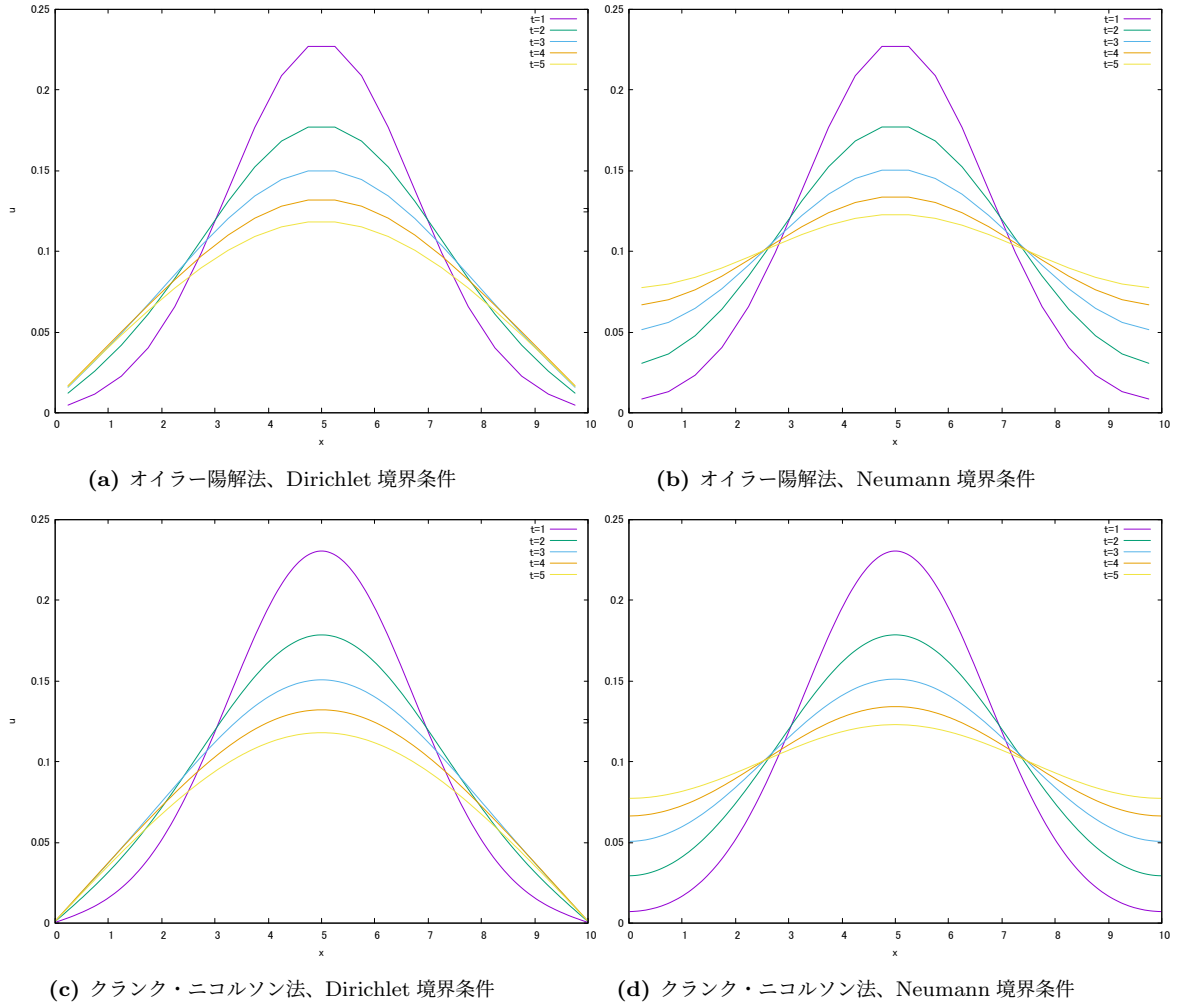 0.25
0.2
0.15
0.1
0.05
0
u
0 1 2 3 4 5 6 7 8 9 10
x
t=1
t=2
t=3
t=4
t=5
(a) オイラー陽解法、Dirichlet 境界条件
0.25
0.2
0.15
0.1
0.05
0
u
0 1 2 3 4 5 6 7 8 9 10
x
t=1
t=2
t=3
t=4
t=5
(b) オイラー陽解法、Neumann 境界条件
0.25
0.2
0.15
0.1
0.05
0
u
0 1 2 3 4 5 6 7 8 9 10
x
t=1
t=2
t=3
t=4
t=5
(c) クランク・ニコルソン法、Dirichlet 境界条件
0.25
0.2
0.15
0.1
0.05
0
u
0 1 2 3 4 5 6 7 8 9 10
x
t=1
t=2
t=3
t=4
t=5
(d) クランク・ニコルソン法、Neumann 境界条件